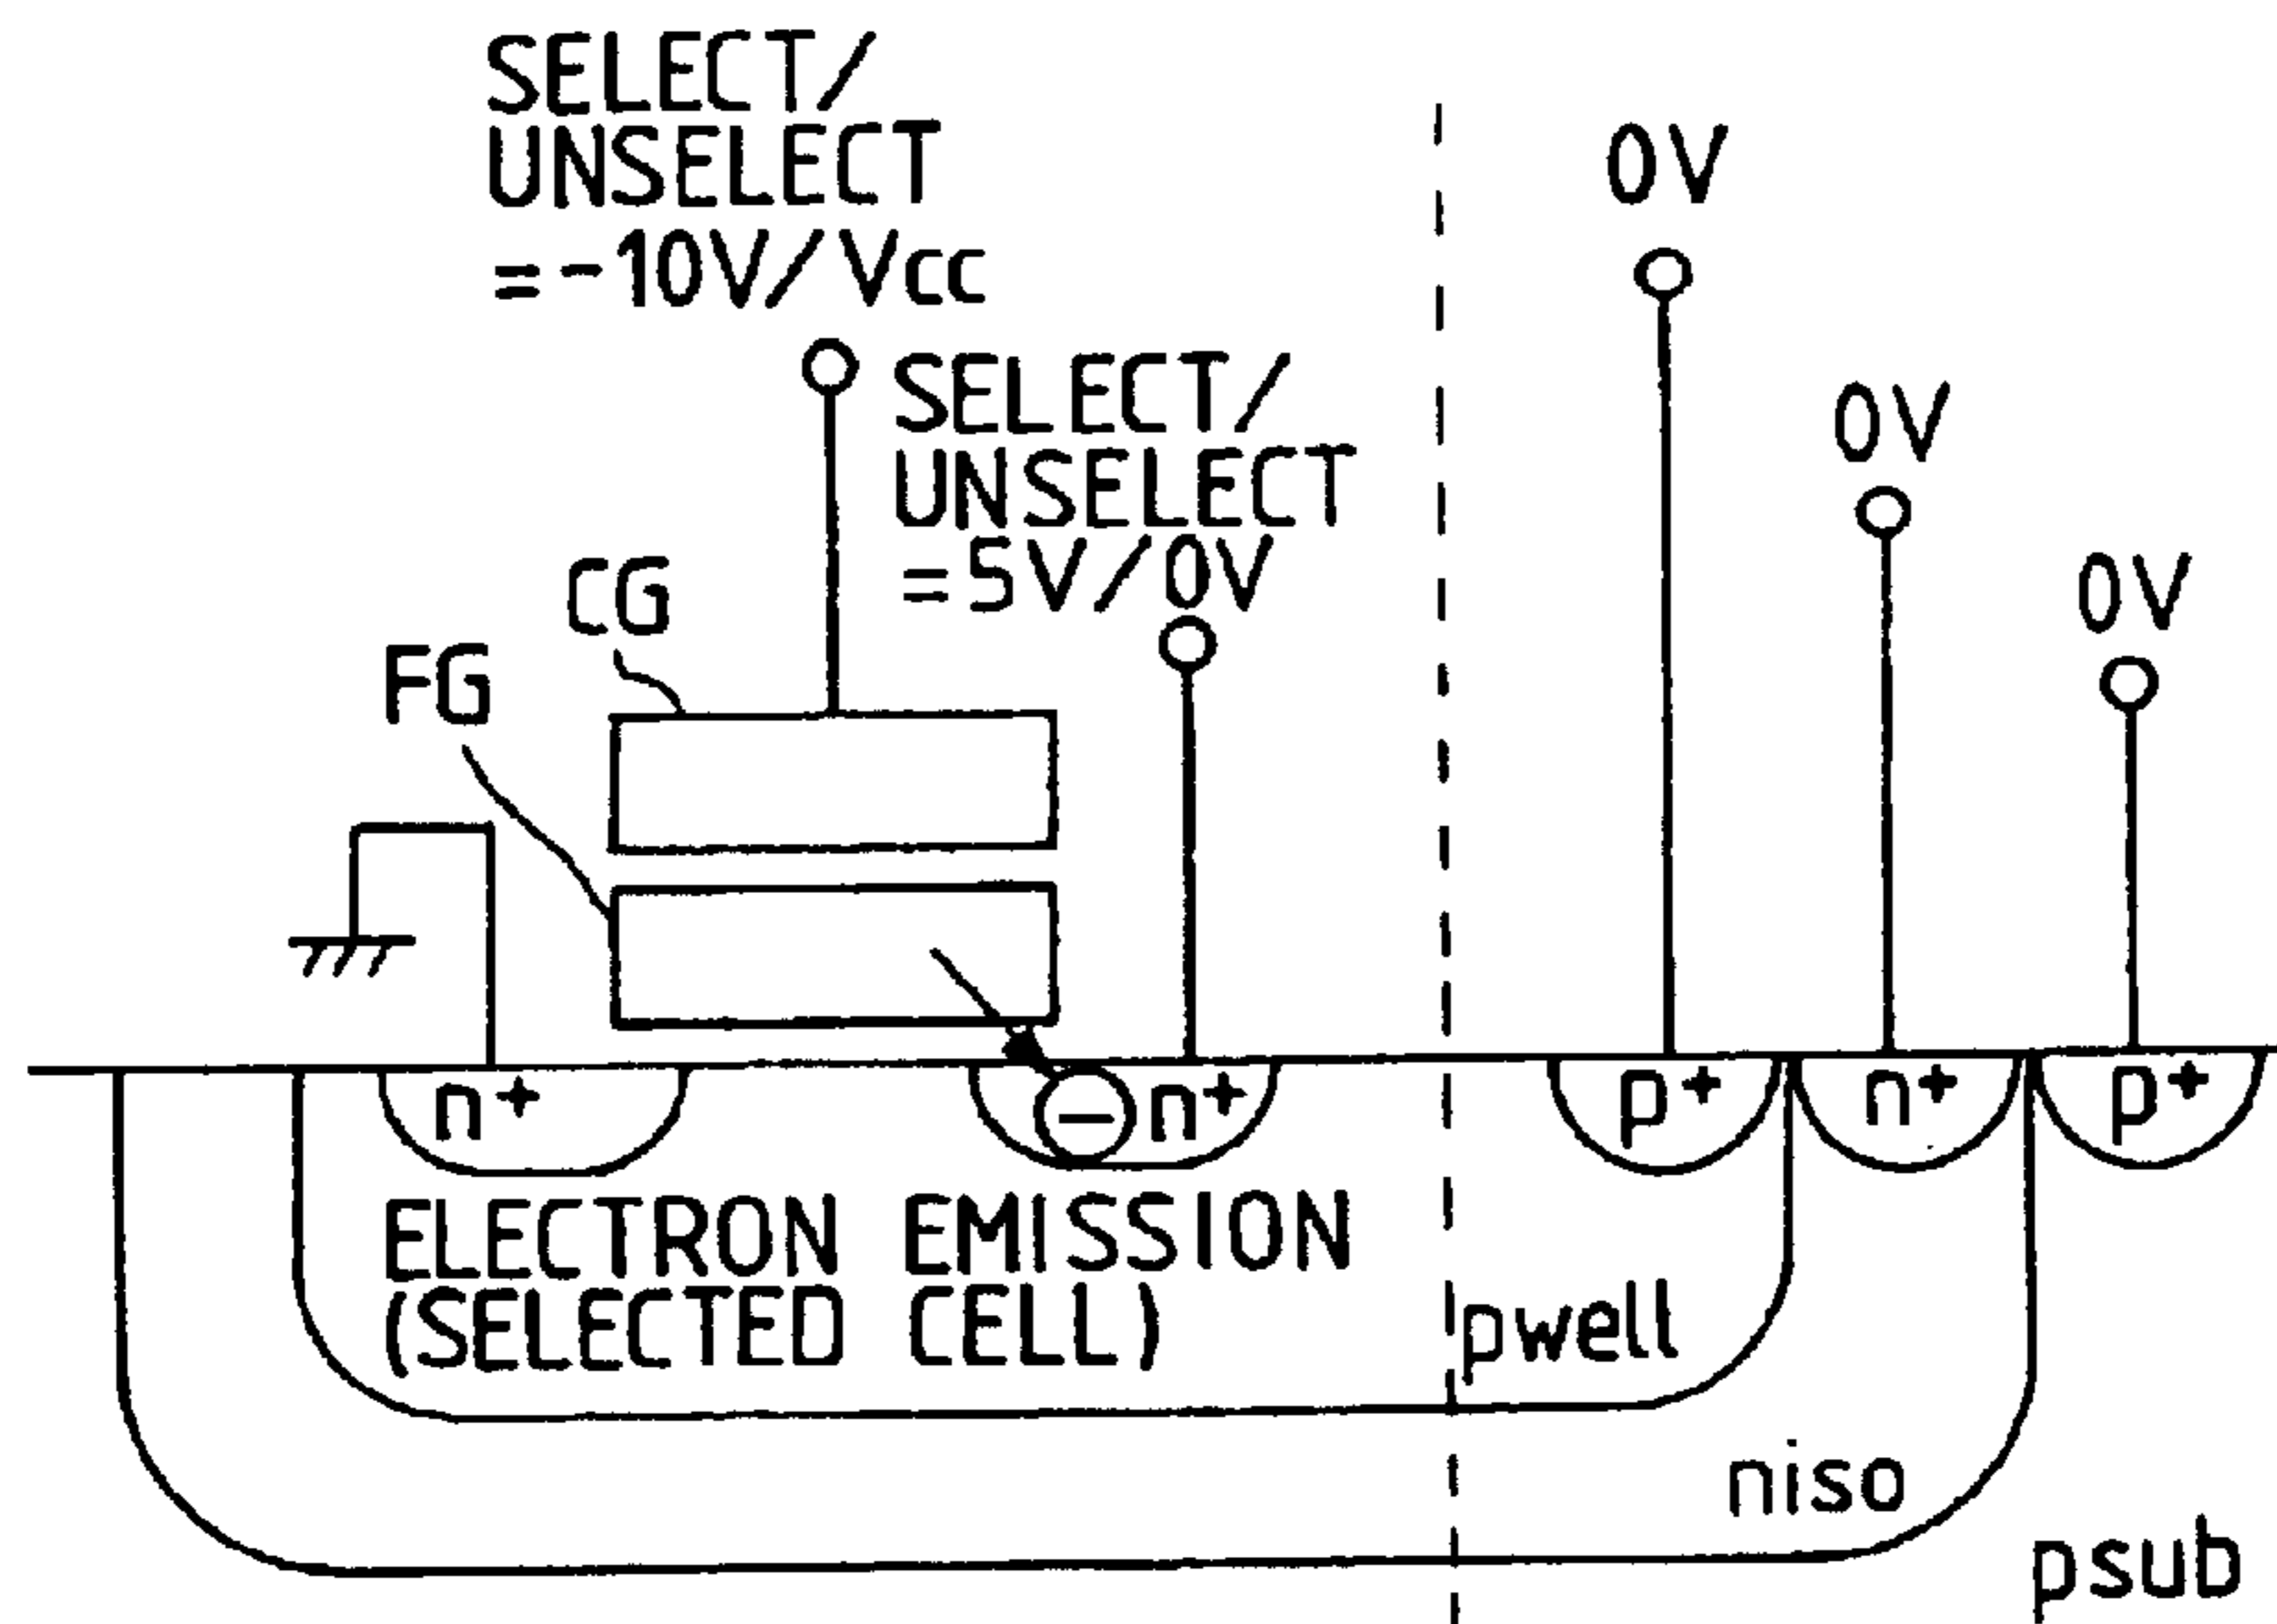 SELECT/
UNSELECT
=-10V/Vcc
SELECT/
UNSELECT
=5V/0V
0V
0V
0V
CG
FG
n+
⊖ n+
p+
n+
p+
ELECTRON EMISSION
(SELECTED CELL)
pwell
niso
psub